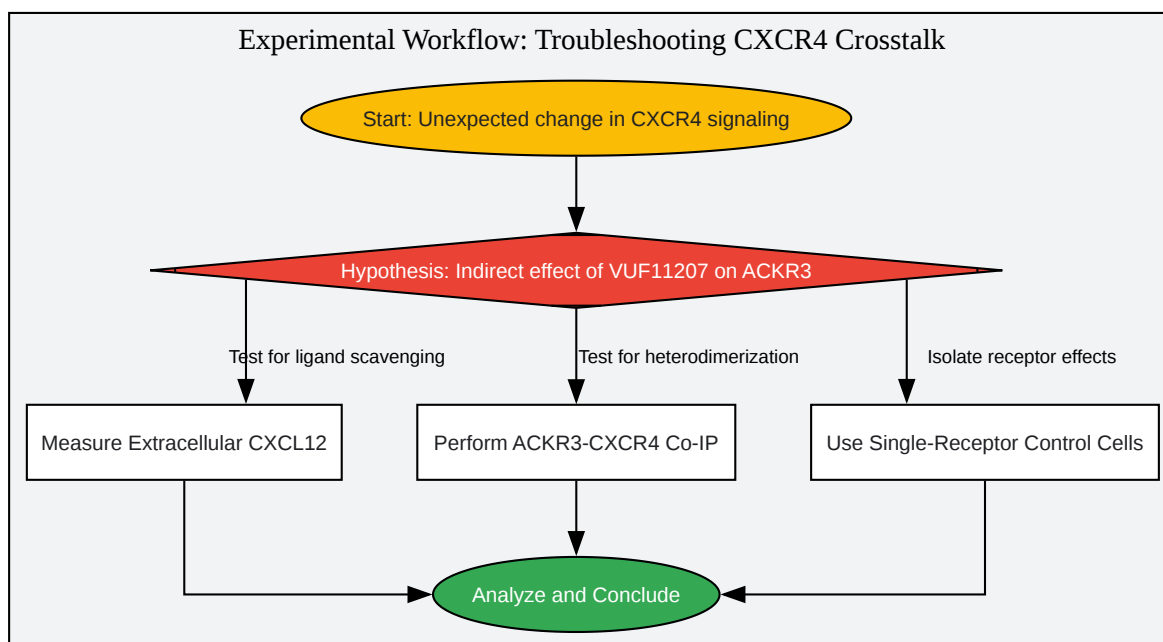 Experimental Workflow: Troubleshooting CXCR4 Crosstalk
Start: Unexpected change in CXCR4 signaling
Hypothesis: Indirect effect of VUF11207 on ACKR3
Test for ligand scavenging
Test for heterodimerization
Isolate receptor effects
Measure Extracellular CXCL12
Perform ACKR3-CXCR4 Co-IP
Use Single-Receptor Control Cells
Analyze and Conclude